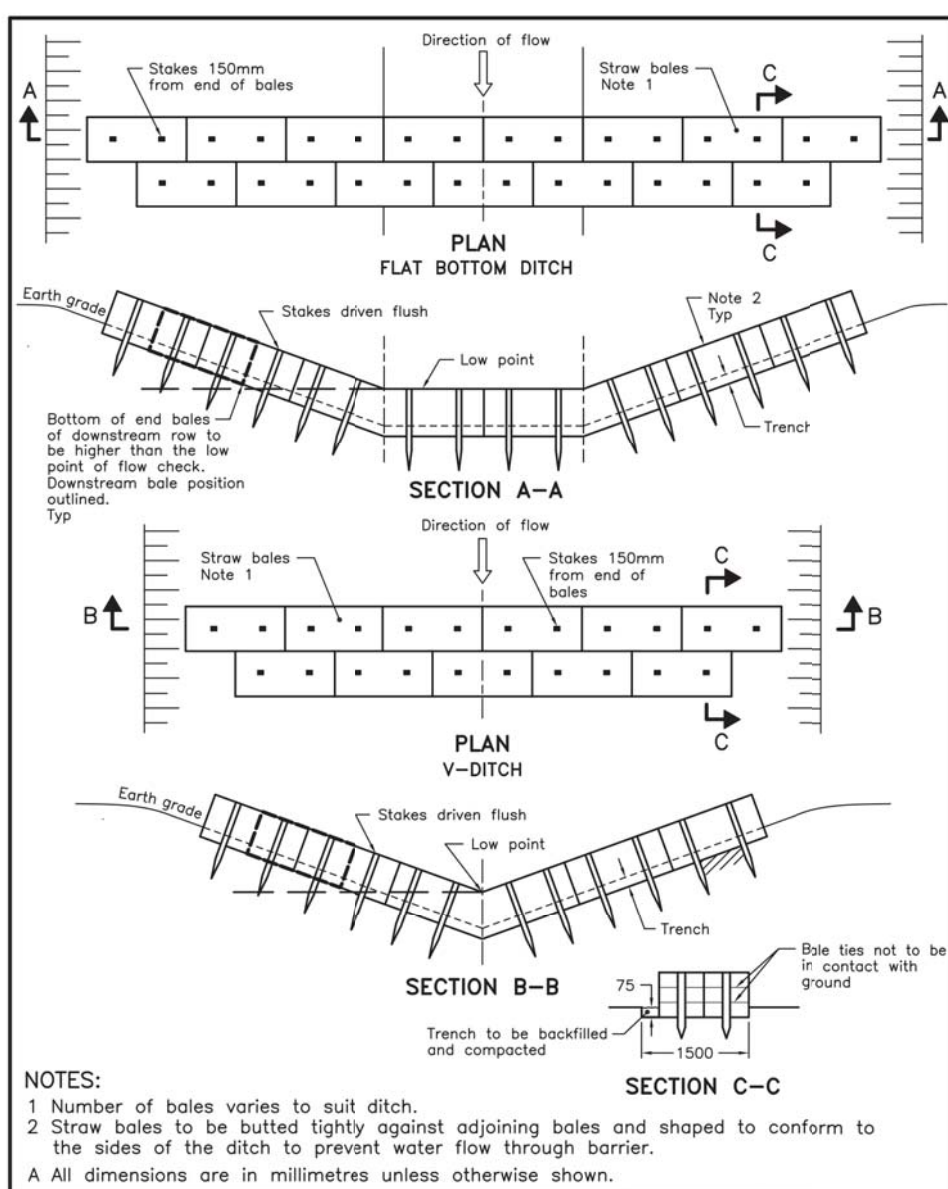 Direction of flow
Stakes 150mm
from end of bales
Straw bales
Note 1
C
A
A
C
PLAN
FLAT BOTTOM DITCH
Earth grade
Stakes driven flush
Note 2
Typ
Low point
Bottom of end bales
of downstream row to
be higher than the low
point of flow check.
Downstream bale position
outlined.
Typ
Trench
SECTION A-A
Direction of flow
Straw bales
Note 1
Stakes 150mm
from end of
bales
C
B
B
C
PLAN
V-DITCH
Earth grade
Stakes driven flush
Low point
Trench
SECTION B-B
Bale ties not to be
in contact with
ground
75
Trench to be backfilled
and compacted
1500
SECTION C-C
NOTES:
1 Number of bales varies to suit ditch.
2 Straw bales to be butted tightly against adjoining bales and shaped to conform to
the sides of the ditch to prevent water flow through barrier.
A All dimensions are in millimetres unless otherwise shown.